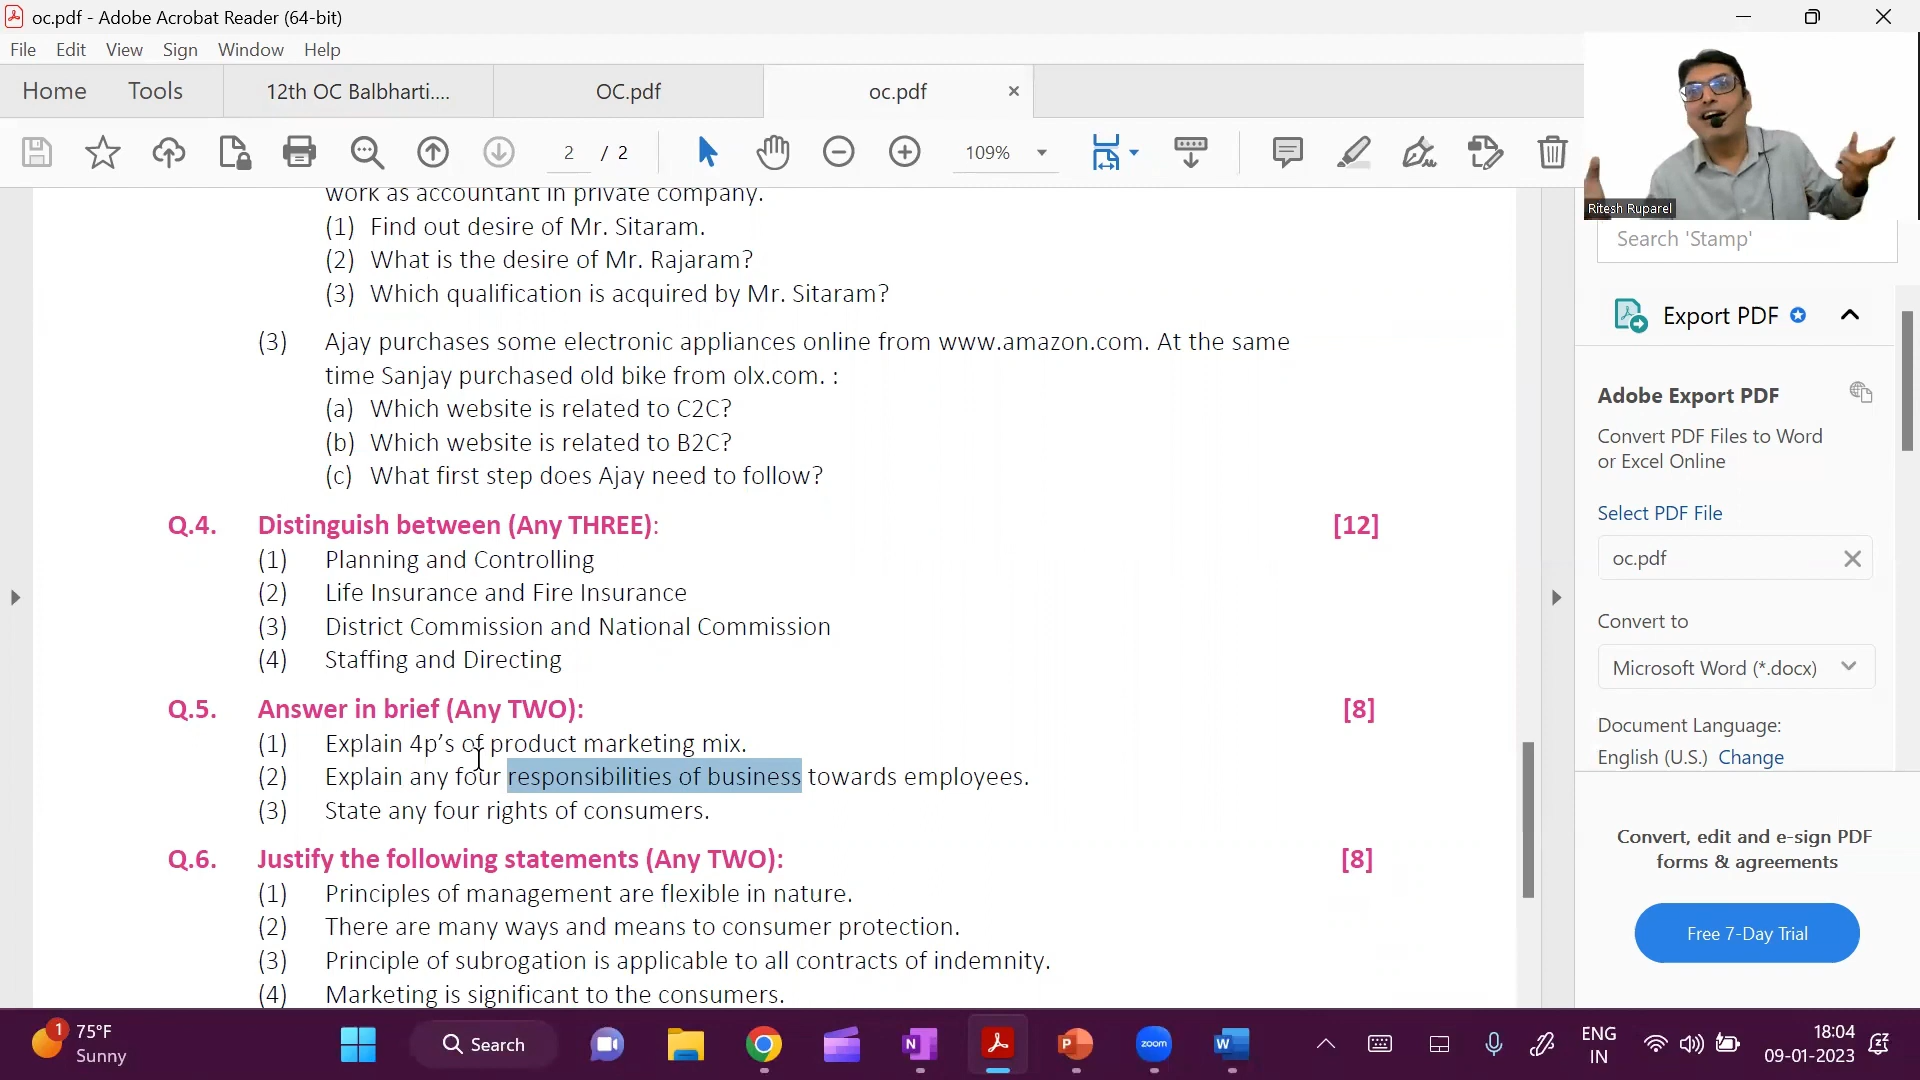 oc.pdf - Adobe Acrobat Reader (64-bit)
File Edit View Sign Window Help
Home Tools 12th OC Balbharti.... OC.pdf oc.pdf
2 / 2 109%
Ritesh Ruparel
work as accountant in private company.
(1) Find out desire of Mr. Sitaram.
(2) What is the desire of Mr. Rajaram?
(3) Which qualification is acquired by Mr. Sitaram?
(3) Ajay purchases some electronic appliances online from www.amazon.com. At the same
time Sanjay purchased old bike from olx.com. :
(a) Which website is related to C2C?
(b) Which website is related to B2C?
(c) What first step does Ajay need to follow?
Q.4. Distinguish between (Any THREE): [12]
(1) Planning and Controlling
(2) Life Insurance and Fire Insurance
(3) District Commission and National Commission
(4) Staffing and Directing
Q.5. Answer in brief (Any TWO): [8]
(1) Explain 4p's of product marketing mix.
(2) Explain any four responsibilities of business towards employees.
(3) State any four rights of consumers.
Q.6. Justify the following statements (Any TWO): [8]
(1) Principles of management are flexible in nature.
(2) There are many ways and means to consumer protection.
(3) Principle of subrogation is applicable to all contracts of indemnity.
(4) Marketing is significant to the consumers.
Search 'Stamp'
Export PDF
Adobe Export PDF
Convert PDF Files to Word
or Excel Online
Select PDF File
oc.pdf
Convert to
Microsoft Word (*.docx)
Document Language:
English (U.S.) Change
Convert, edit and e-sign PDF
forms & agreements
Free 7-Day Trial
1 75°F
Sunny
Search
N
P
zoom
W
ENG
IN
18:04
09-01-2023